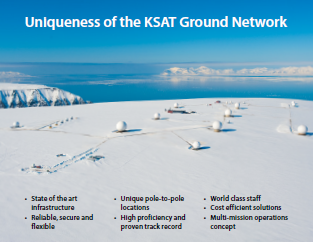 Uniqueness of the KSAT Ground Network
• State of the art
infrastructure
• Reliable, secure and
flexible
• Unique pole-to-pole
locations
• High proficiency and
proven track record
• World class staff
• Cost efficient solutions
• Multi-mission operations
concept